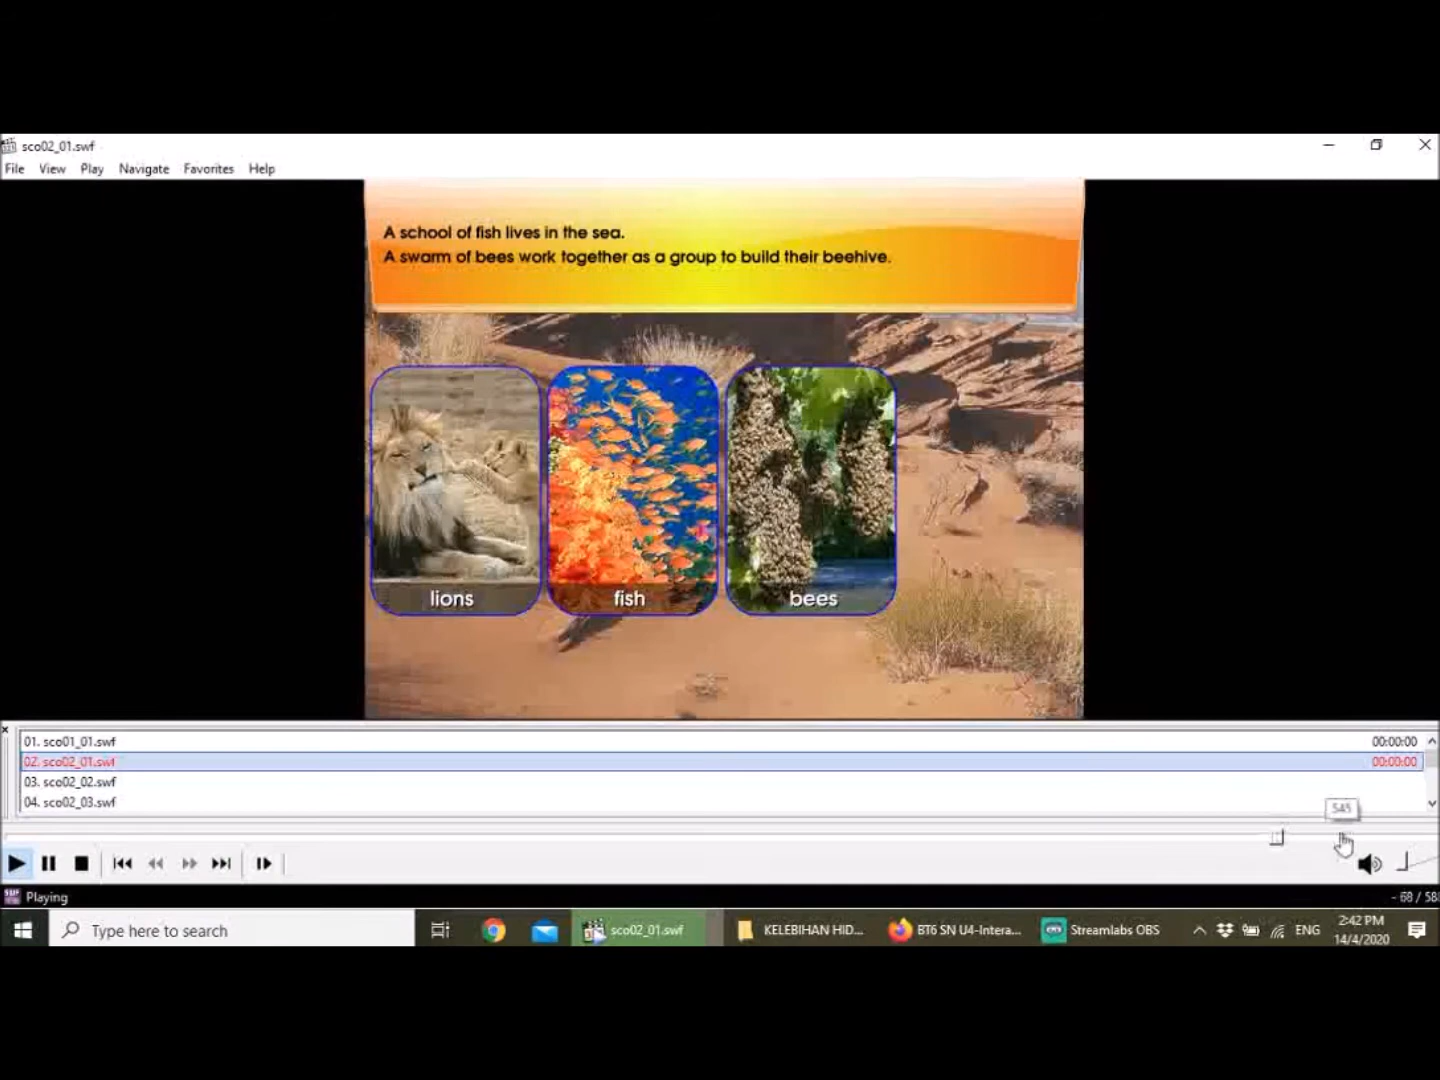 sco02_01.swf
File View Play Navigate Favorites Help
A school of fish lives in the sea.
A swarm of bees work together as a group to build their beehive.
lions
fish
bees
01. sco01_01.swf 00:00:00
02. sco02_01.swf 00:00:00
03. sco02_02.swf
04. sco02_03.swf
545
Playing
- 68 / 58
Type here to search
sco02_01.swf
KELEBIHAN HID...
BT6 SN U4-Intera...
Streamlabs OBS
ENG
2:42 PM
14/4/2020